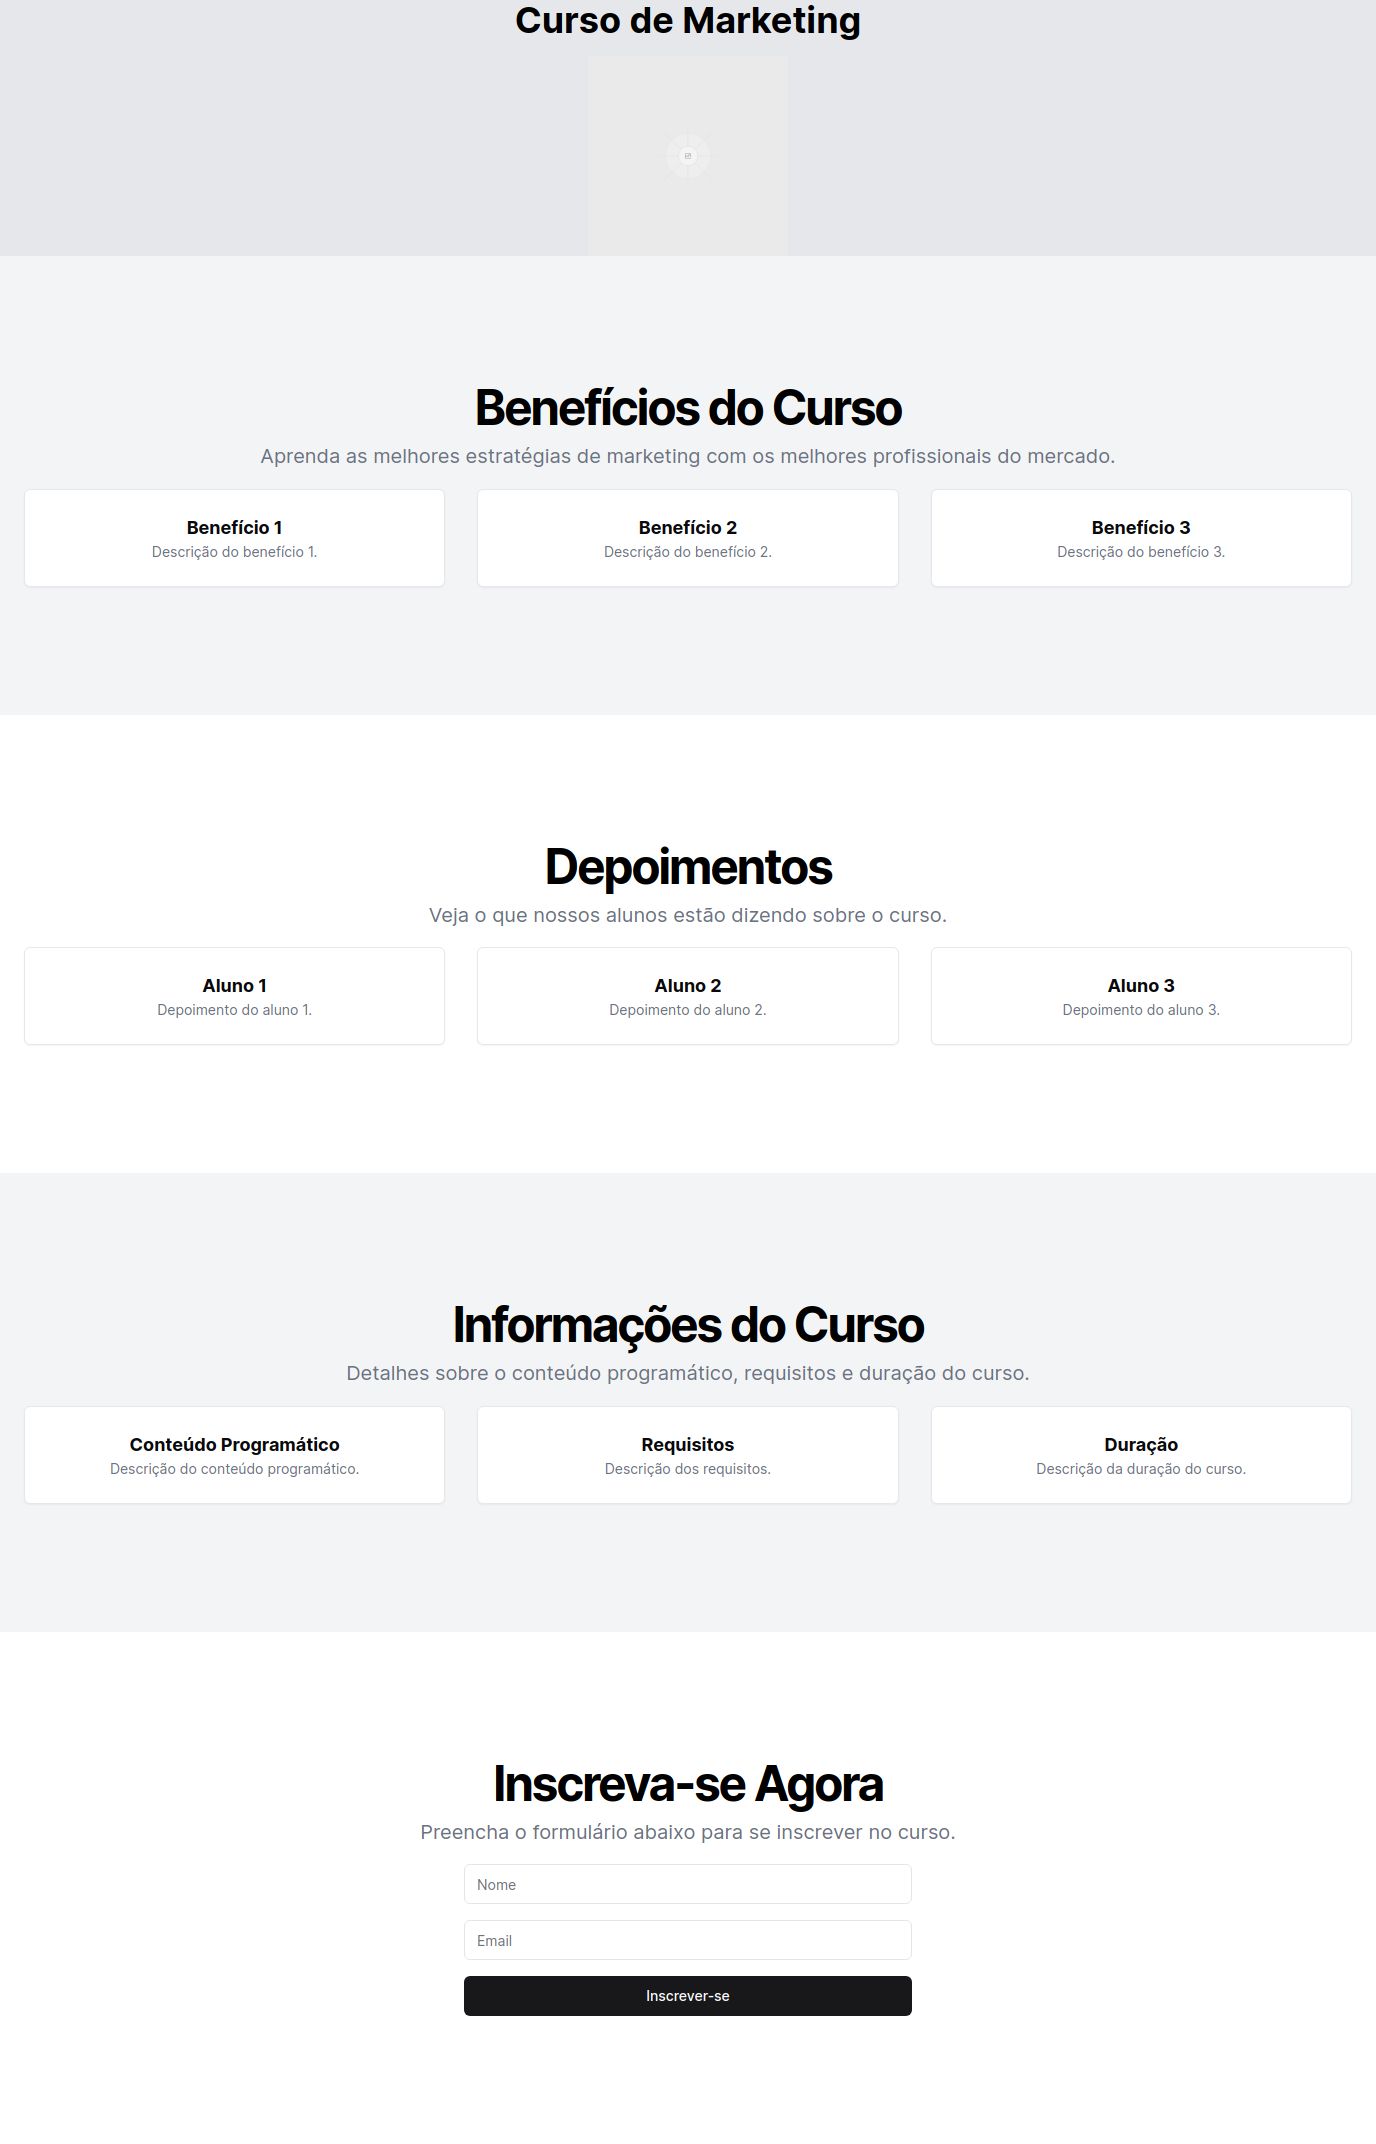 Curso de Marketing
Benefícios do Curso
Aprenda as melhores estratégias de marketing com os melhores profissionais do mercado.
Benefício 1
Descrição do benefício 1.
Benefício 2
Descrição do benefício 2.
Benefício 3
Descrição do benefício 3.
Depoimentos
Veja o que nossos alunos estão dizendo sobre o curso.
Aluno 1
Depoimento do aluno 1.
Aluno 2
Depoimento do aluno 2.
Aluno 3
Depoimento do aluno 3.
Informações do Curso
Detalhes sobre o conteúdo programático, requisitos e duração do curso.
Conteúdo Programático
Descrição do conteúdo programático.
Requisitos
Descrição dos requisitos.
Duração
Descrição da duração do curso.
Inscreva-se Agora
Preencha o formulário abaixo para se inscrever no curso.
Nome
Email
Inscrever-se